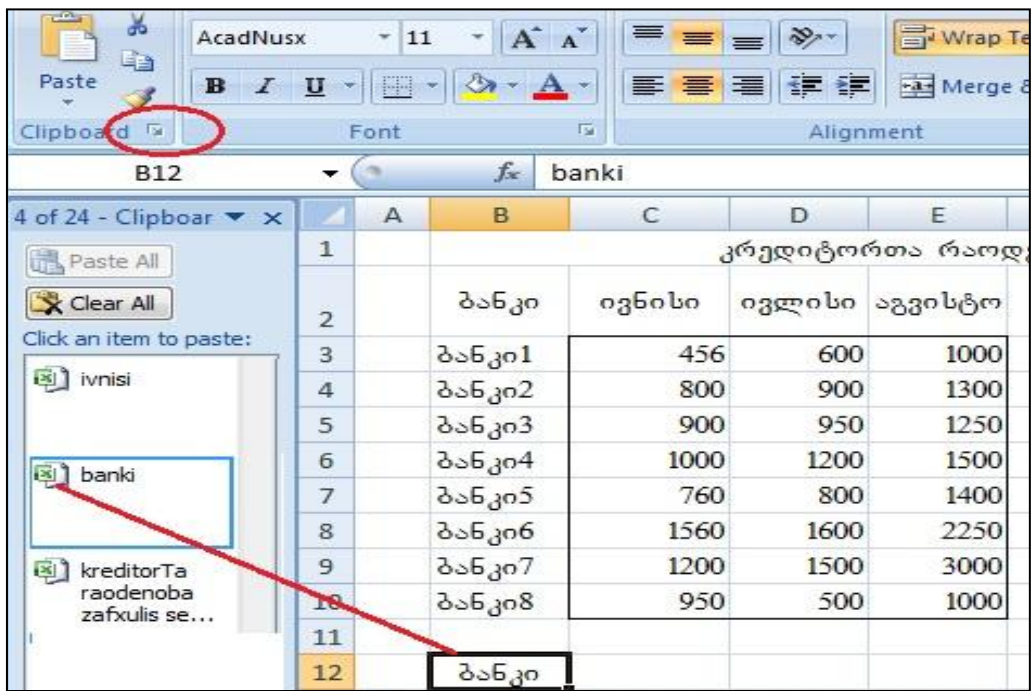 AcadNusx 11 A A Wrap Te
Paste B I U A Merge &
Clipboard Font Alignment
B12 fx banki
4 of 24 - Clipboar
Paste All
Clear All
Click an item to paste:
ivnisi
banki
kreditorTa
raodenoba
zafxulis se...
A B C D E
1 კრედიტორთა რაოდე
2 ბანკი ივნისი ივლისი აგვისტო
3 ბანკი1 456 600 1000
4 ბანკი2 800 900 1300
5 ბანკი3 900 950 1250
6 ბანკი4 1000 1200 1500
7 ბანკი5 760 800 1400
8 ბანკი6 1560 1600 2250
9 ბანკი7 1200 1500 3000
10 ბანკი8 950 500 1000
11
12 ბანკი